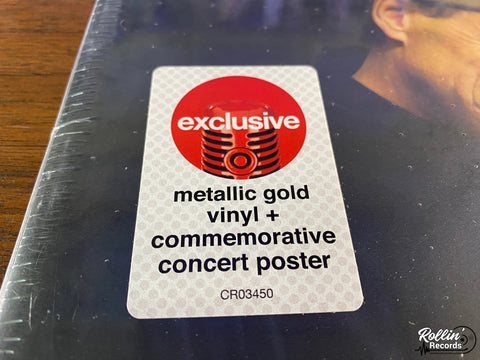 exclusive
metallic gold
vinyl +
commemorative
concert poster
CR03450
Rollin'
Records